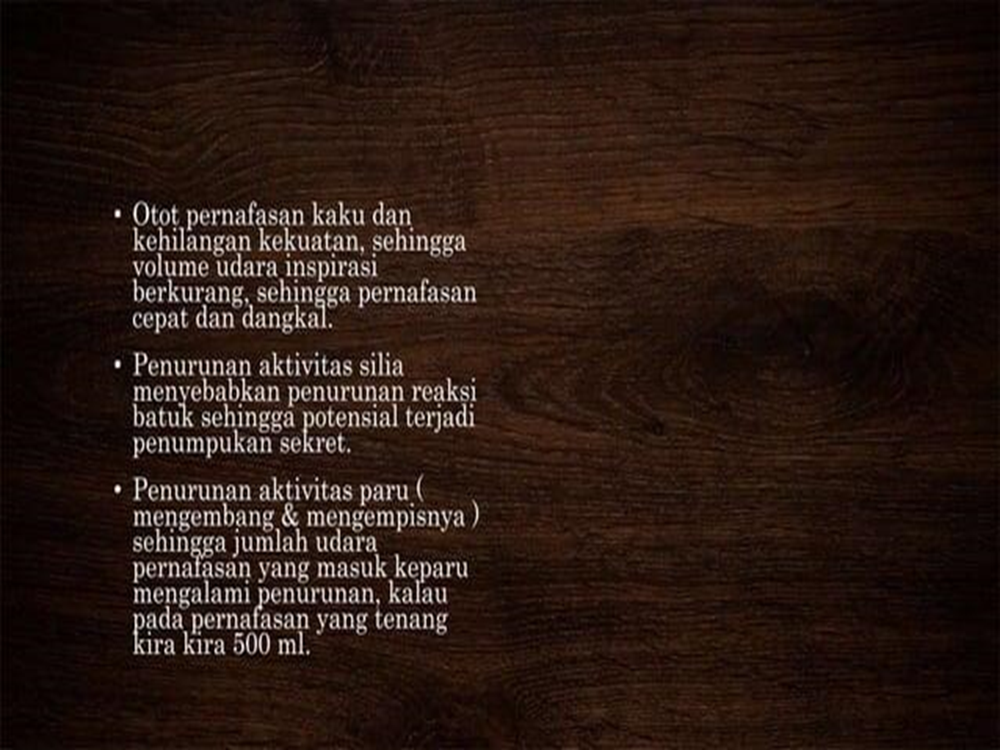 • Otot pernafasan kaku dan
kehilangan kekuatan, sehingga
volume udara inspirasi
berkurang, sehingga pernafasan
cepat dan dangkal.
• Penurunan aktivitas silia
menyebabkan penurunan reaksi
batuk sehingga potensial terjadi
penumpukan sekret.
• Penurunan aktivitas paru (
mengembang & mengempisnya )
sehingga jumlah udara
pernafasan yang masuk keparu
mengalami penurunan, kalau
pada pernafasan yang tenang
kira kira 500 ml.